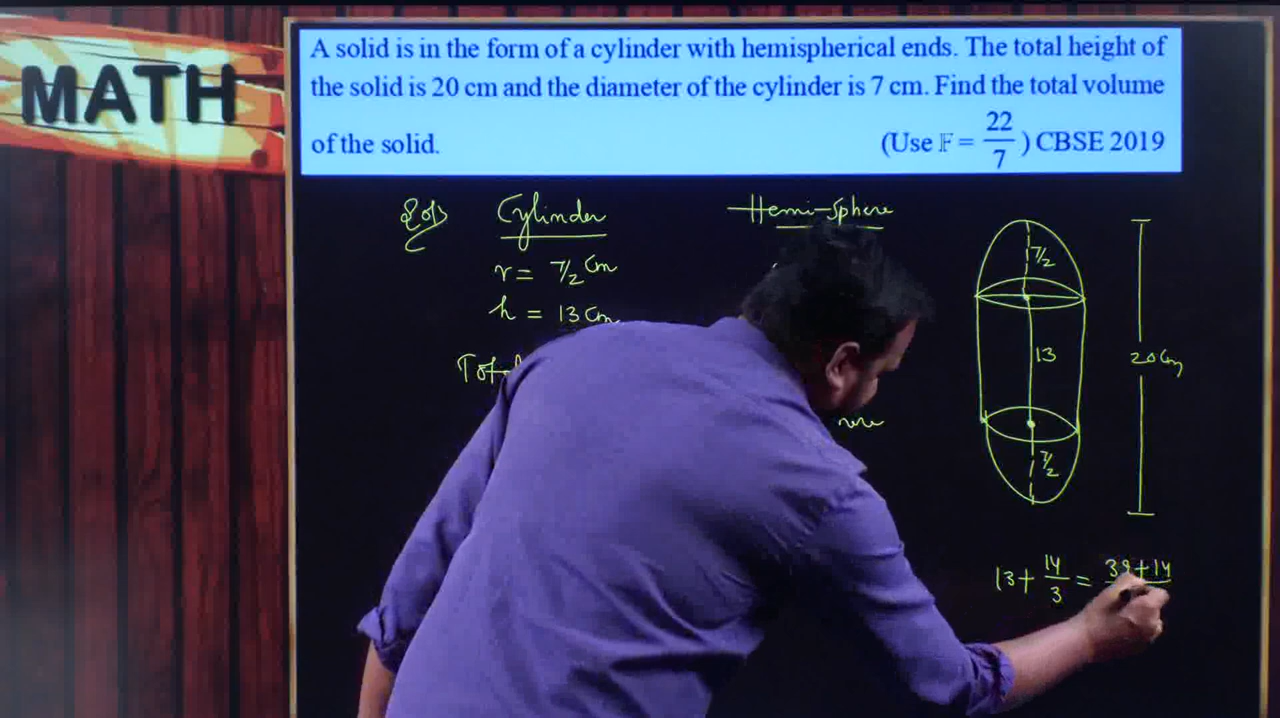 MATH
A solid is in the form of a cylinder with hemispherical ends. The total height of
the solid is 20 cm and the diameter of the cylinder is 7 cm. Find the total volume
of the solid. (Use 𝔽 = 22/7 ) CBSE 2019
Sol) Cylinder Hemi-Sphere
r = 7/2 Cm
h = 13 Cm
7/2
13
20 Cm
7/2
13 + 14/3 = 39+14